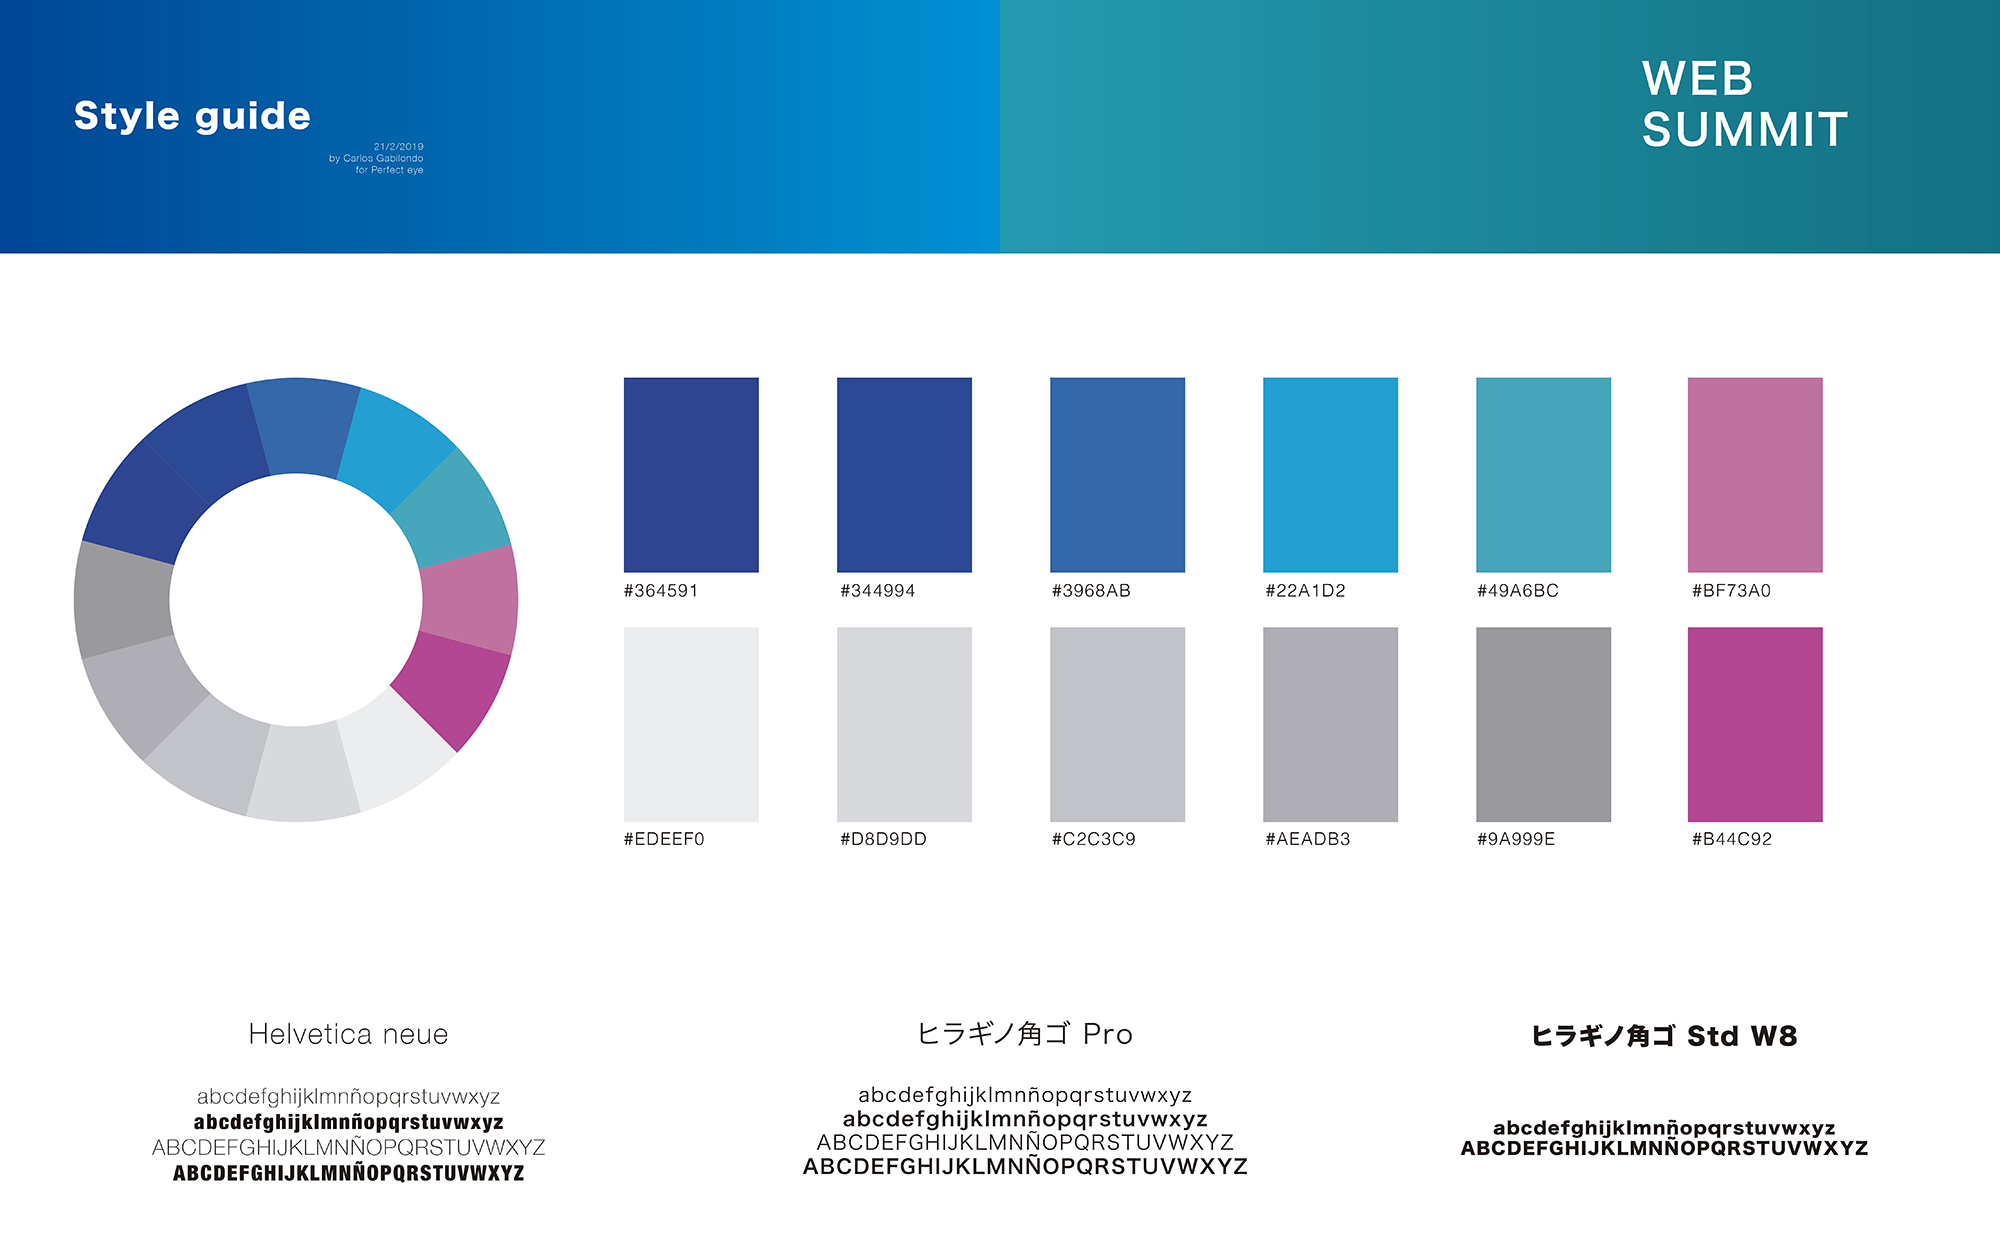 Style guide
21/2/2019
by Carlos Gabilondo
for Perfect eye
WEB
SUMMIT
#364591
#344994
#3968AB
#22A1D2
#49A6BC
#BF73A0
#EDEEF0
#D8D9DD
#C2C3C9
#AEADB3
#9A999E
#B44C92
Helvetica neue
abcdefghijklmnñopqrstuvwxyz
abcdefghijklmnñopqrstuvwxyz
ABCDEFGHIJKLMNÑOPQRSTUVWXYZ
ABCDEFGHIJKLMNÑOPQRSTUVWXYZ
ヒラギノ角ゴ Pro
abcdefghijklmnñopqrstuvwxyz
abcdefghijklmnñopqrstuvwxyz
ABCDEFGHIJKLMNÑOPQRSTUVWXYZ
ABCDEFGHIJKLMNÑOPQRSTUVWXYZ
ヒラギノ角ゴ Std W8
abcdefghijklmnñopqrstuvwxyz
ABCDEFGHIJKLMNÑOPQRSTUVWXYZ